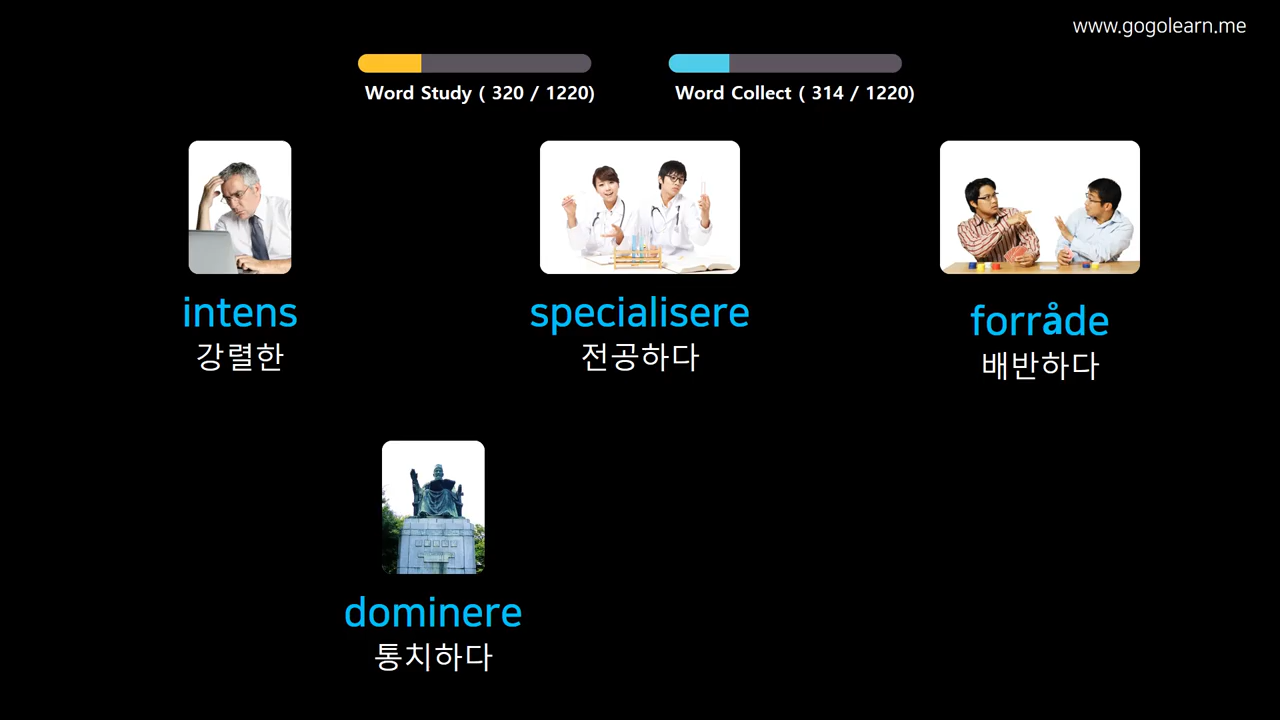 www.gogolearn.me
Word Study ( 320 / 1220)
Word Collect ( 314 / 1220)
intens
강렬한
specialisere
전공하다
forråde
배반하다
dominere
통치하다